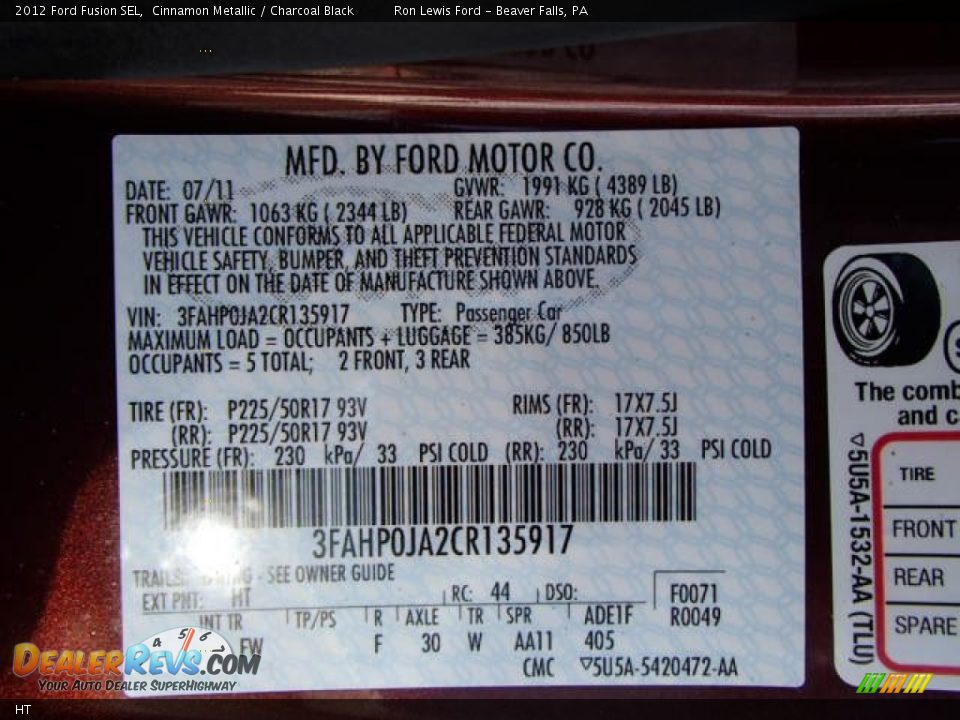 2012 Ford Fusion SEL, Cinnamon Metallic / Charcoal Black Ron Lewis Ford - Beaver Falls, PA
MFD. BY FORD MOTOR CO.
DATE: 07/11 GVWR: 1991 KG ( 4389 LB)
FRONT GAWR: 1063 KG ( 2344 LB) REAR GAWR: 928 KG ( 2045 LB)
THIS VEHICLE CONFORMS TO ALL APPLICABLE FEDERAL MOTOR
VEHICLE SAFETY, BUMPER, AND THEFT PREVENTION STANDARDS
IN EFFECT ON THE DATE OF MANUFACTURE SHOWN ABOVE.
VIN: 3FAHP0JA2CR135917 TYPE: Passenger Car
MAXIMUM LOAD = OCCUPANTS + LUGGAGE = 385KG/ 850LB
OCCUPANTS = 5 TOTAL; 2 FRONT, 3 REAR
TIRE (FR): P225/50R17 93V RIMS (FR): 17X7.5J
(RR): P225/50R17 93V (RR): 17X7.5J
PRESSURE (FR): 230 kPa/ 33 PSI COLD (RR): 230 kPa/ 33 PSI COLD
3FAHP0JA2CR135917
- SEE OWNER GUIDE
EXT PNT: HT RC: 44 DSO: F0071
INT TR TP/PS R AXLE TR SPR ADE1F R0049
FW F 30 W AA11 405
CMC ▽5U5A-5420472-AA
The comb
and c
▽5U5A-1532-AA (TLU)
TIRE
FRONT
REAR
SPARE
4 5 6
DEALERREVS.COM
YOUR AUTO DEALER SUPERHIGHWAY
HT